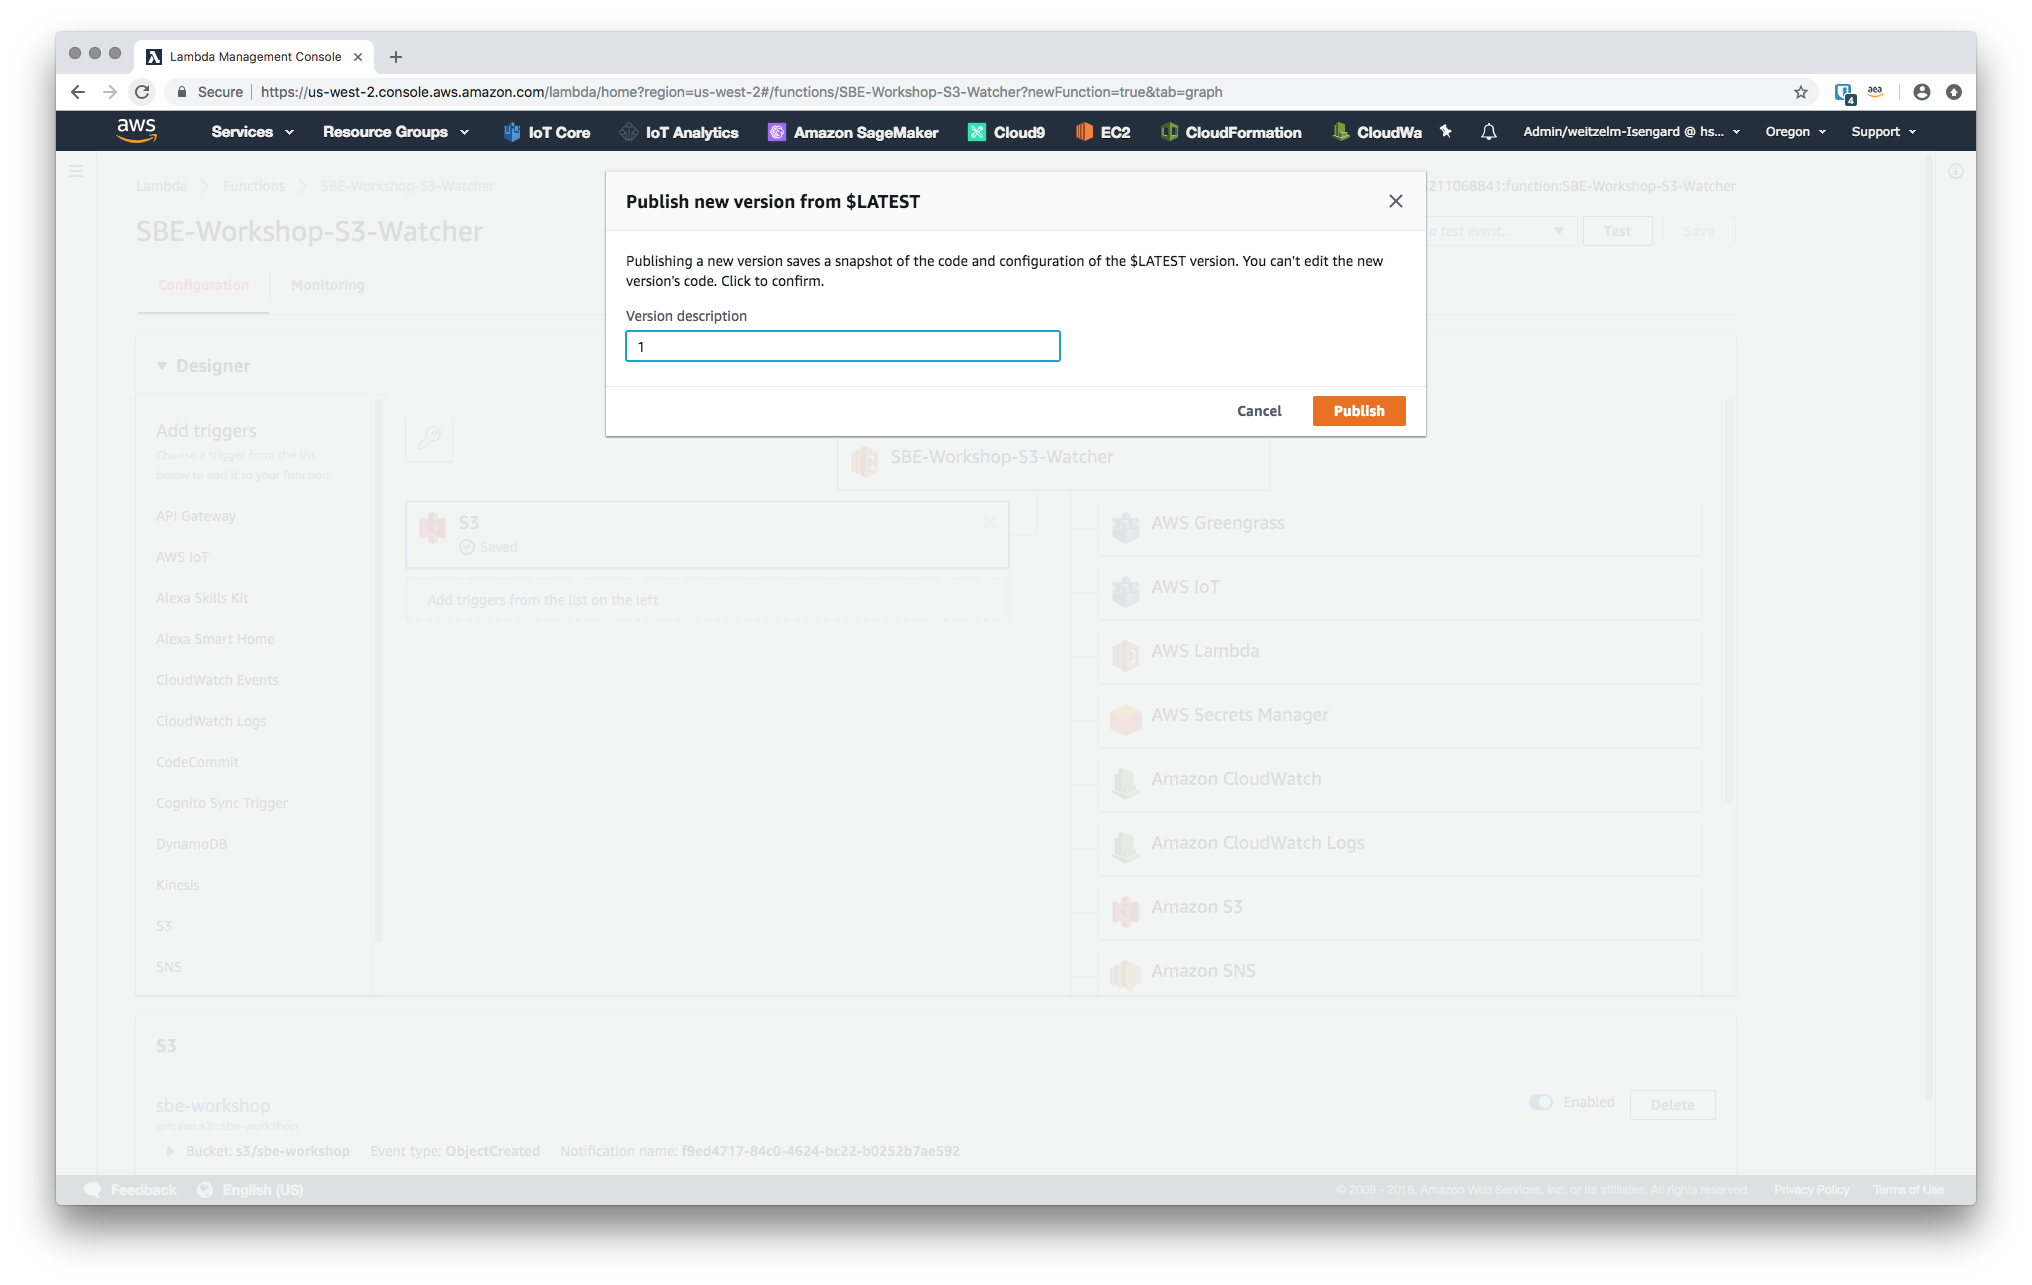 Lambda Management Console
Secure https://us-west-2.console.aws.amazon.com/lambda/home?region=us-west-2#/functions/SBE-Workshop-S3-Watcher?newFunction=true&tab=graph
4 aea
aws Services Resource Groups IoT Core IoT Analytics Amazon SageMaker Cloud9 EC2 CloudFormation CloudWa Admin/weitzelm-Isengard @ hs... Oregon Support
Lambda Functions SBE-Workshop-S3-Watcher
211068841:function:SBE-Workshop-S3-Watcher
SBE-Workshop-S3-Watcher
a test event.. Test Save
Configuration Monitoring
Publish new version from $LATEST
Publishing a new version saves a snapshot of the code and configuration of the $LATEST version. You can't edit the new
version's code. Click to confirm.
Version description
1
Cancel Publish
Designer
Add triggers
Choose a trigger from the list
below to add it to your function.
API Gateway
AWS IoT
Alexa Skills Kit
Alexa Smart Home
CloudWatch Events
CloudWatch Logs
CodeCommit
Cognito Sync Trigger
DynamoDB
Kinesis
S3
SNS
SBE-Workshop-S3-Watcher
S3
Saved
Add triggers from the list on the left
AWS Greengrass
AWS IoT
AWS Lambda
AWS Secrets Manager
Amazon CloudWatch
Amazon CloudWatch Logs
Amazon S3
Amazon SNS
S3
sbe-workshop
arn:aws:s3:::sbe-workshop
Enabled Delete
Bucket: s3/sbe-workshop Event type: ObjectCreated Notification name: f9ed4717-84c0-4624-bc22-b0252b7ae592
Feedback English (US)
© 2008 - 2018, Amazon Web Services, Inc. or its affiliates. All rights reserved. Privacy Policy Terms of Use